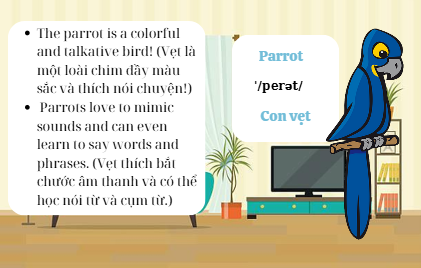 • The parrot is a colorful
and talkative bird! (Vẹt là
một loài chim đầy màu
sắc và thích nói chuyện!)
• Parrots love to mimic
sounds and can even
learn to say words and
phrases. (Vẹt thích bắt
chước âm thanh và có thể
học nói từ và cụm từ.)
Parrot
'/perət/
Con vẹt